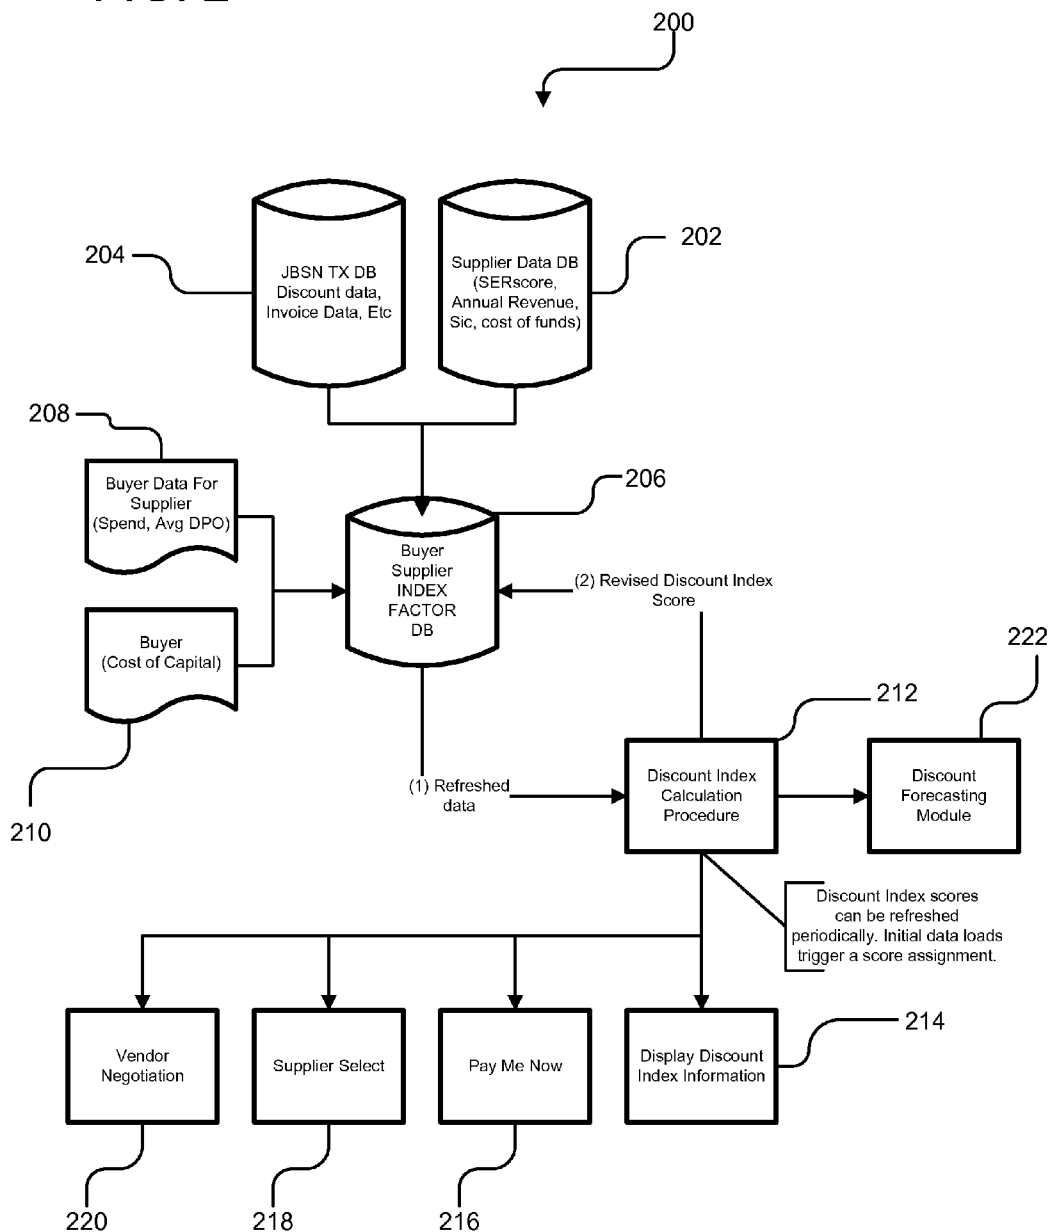 200
204
202
JBSN TX DB
Discount data,
Invoice Data, Etc
Supplier Data DB
(SERscore,
Annual Revenue,
Sic, cost of funds)
208
Buyer Data For
Supplier
(Spend, Avg DPO)
206
Buyer
Supplier
INDEX
FACTOR
DB
(2) Revised Discount Index
Score
Buyer
(Cost of Capital)
210
222
212
(1) Refreshed
data
Discount Index
Calculation
Procedure
Discount
Forecasting
Module
Discount Index scores
can be refreshed
periodically. Initial data loads
trigger a score assignment.
Vendor
Negotiation
Supplier Select
Pay Me Now
Display Discount
Index Information
214
220
218
216